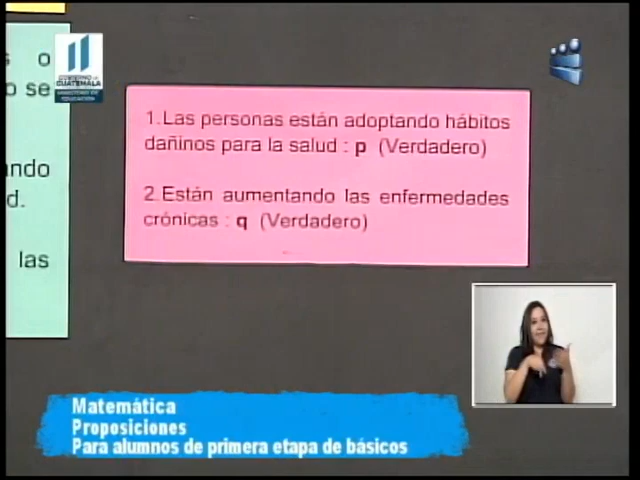 s o
o se
ando
d.
las
GOBIERNO DE
GUATEMALA
MINISTERIO DE
EDUCACIÓN
1.Las personas están adoptando hábitos
dañinos para la salud : p (Verdadero)
2.Están aumentando las enfermedades
crónicas : q (Verdadero)
Matemática
Proposiciones
Para alumnos de primera etapa de básicos